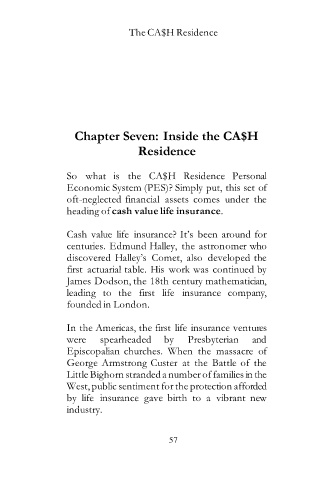 The CA$H Residence
Chapter Seven: Inside the CA$H
Residence
So what is the CA$H Residence Personal
Economic System (PES)? Simply put, this set of
oft-neglected financial assets comes under the
heading of cash value life insurance.
Cash value life insurance? It's been around for
centuries. Edmund Halley, the astronomer who
discovered Halley's Comet, also developed the
first actuarial table. His work was continued by
James Dodson, the 18th century mathematician,
leading to the first life insurance company,
founded in London.
In the Americas, the first life insurance ventures
were spearheaded by Presbyterian and
Episcopalian churches. When the massacre of
George Armstrong Custer at the Battle of the
Little Bighorn stranded a number of families in the
West, public sentiment for the protection afforded
by life insurance gave birth to a vibrant new
industry.
57